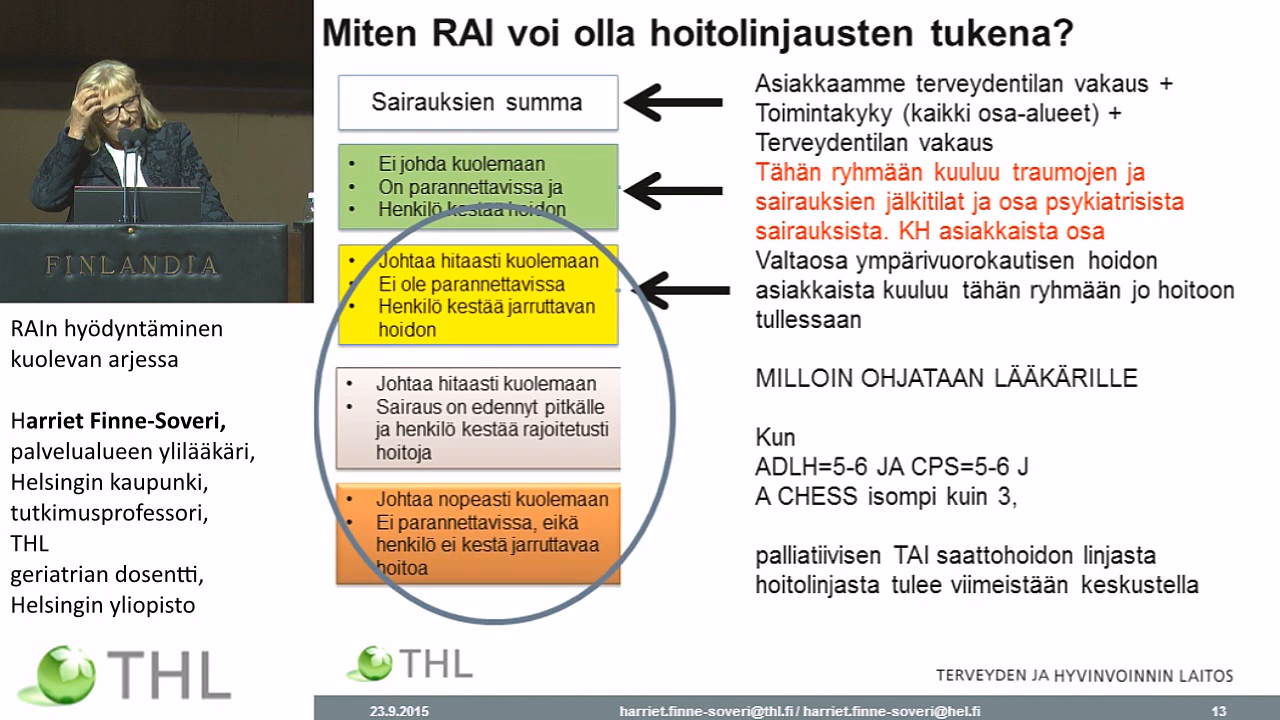 Miten RAI voi olla hoitolinjausten tukena?
Sairauksien summa
• Ei johda kuolemaan
• On parannettavissa ja
• Henkilö kestää hoidon
• Johtaa hitaasti kuolemaan
• Ei ole parannettavissa
• Henkilö kestää jarruttavan
hoidon
• Johtaa hitaasti kuolemaan
• Sairaus on edennyt pitkälle
ja henkilö kestää rajoitetusti
hoitoja
• Johtaa nopeasti kuolemaan
• Ei parannettavissa, eikä
henkilö ei kestä jarruttavaa
hoitoa
Asiakkaamme terveydentilan vakaus +
Toimintakyky (kaikki osa-alueet) +
Terveydentilan vakaus
Tähän ryhmään kuuluu traumojen ja
sairauksien jälkitilat ja osa psykiatrisista
sairauksista. KH asiakkaista osa
Valtaosa ympärivuorokautisen hoidon
asiakkaista kuuluu tähän ryhmään jo hoitoon
tullessaan
MILLOIN OHJATAAN LÄÄKÄRILLE
Kun
ADLH=5-6 JA CPS=5-6 J
A CHESS isompi kuin 3,
palliatiivisen TAI saattohoidon linjasta
hoitolinjasta tulee viimeistään keskustella
FINLANDIA
RAIn hyödyntäminen
kuolevan arjessa
Harriet Finne-Soveri,
palvelualueen ylilääkäri,
Helsingin kaupunki,
tutkimusprofessori,
THL
geriatrian dosentti,
Helsingin yliopisto
THL
THL
TERVEYDEN JA HYVINVOINNIN LAITOS
23.9.2015
harriet.finne-soveri@thl.fi / harriet.finne-soveri@hel.fi
13